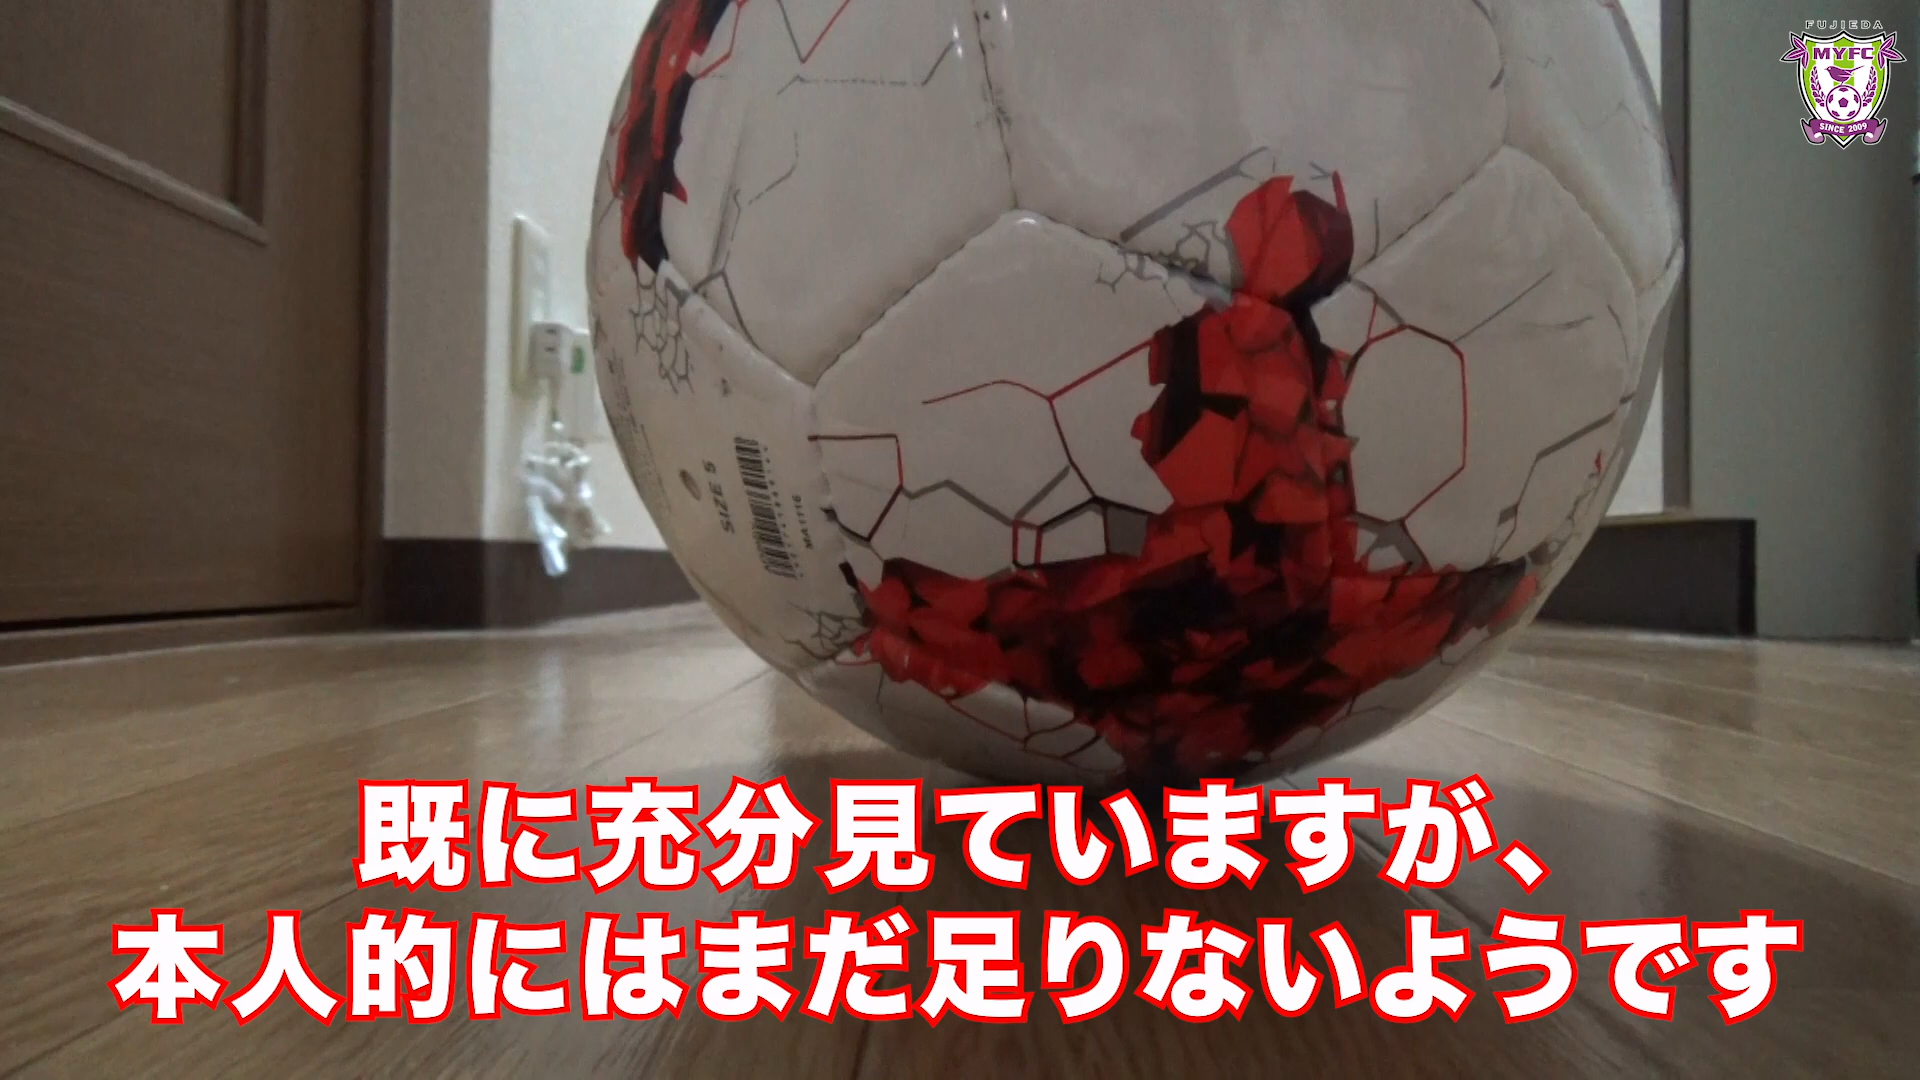 FUJIEDA
MYFC
SINCE 2009
SIZE 5
MA1116
既に充分見ていますが、
本人的にはまだ足りないようです